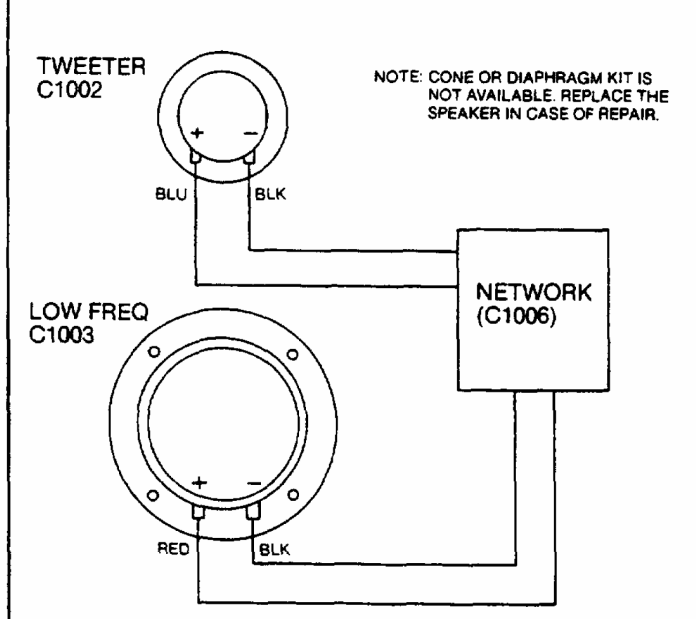 TWEETER
C1002
NOTE: CONE OR DIAPHRAGM KIT IS
NOT AVAILABLE. REPLACE THE
SPEAKER IN CASE OF REPAIR.
+ −
BLU BLK
NETWORK
(C1006)
LOW FREQ
C1003
+ −
RED BLK